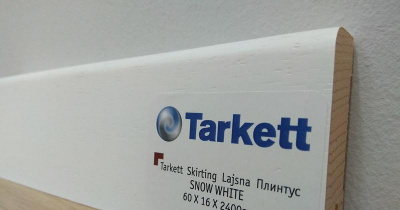 Tarkett
Tarkett Skirting Lajsna Плинтус
SNOW WHITE
60 X 16 X 2400